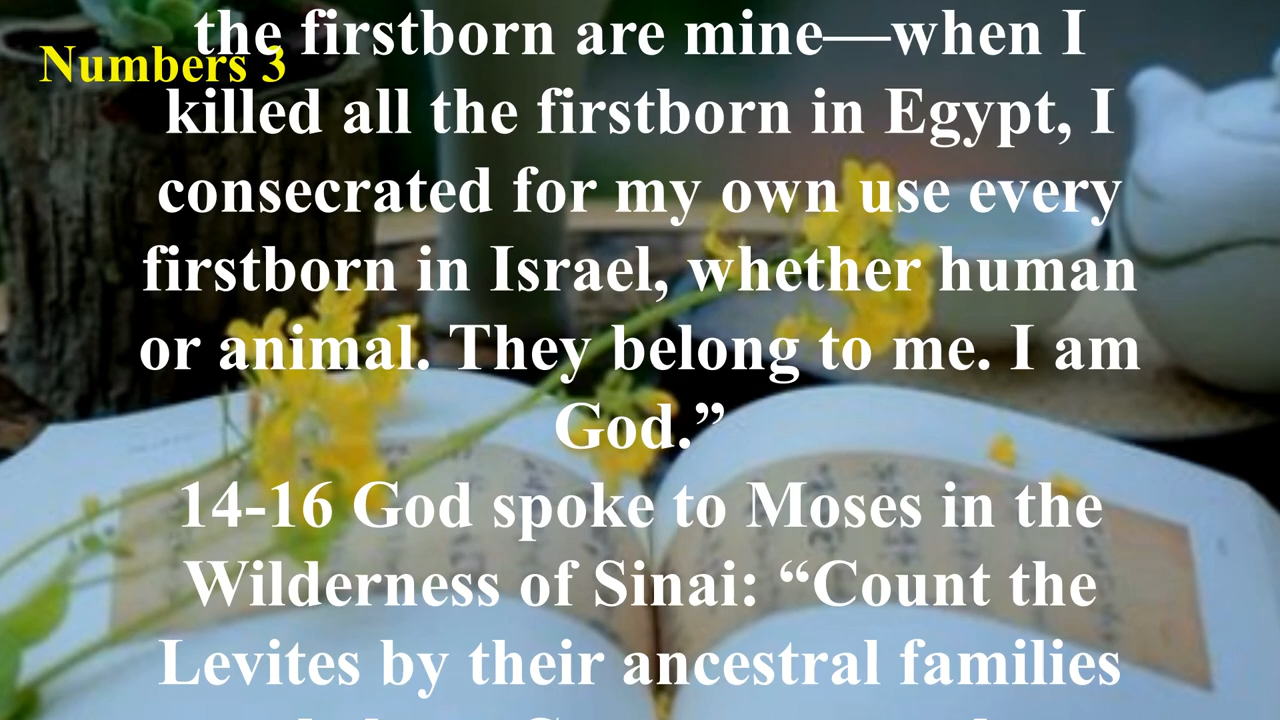 the firstborn are mine—when I
Numbers 3
killed all the firstborn in Egypt, I
consecrated for my own use every
firstborn in Israel, whether human
or animal. They belong to me. I am
God.”
14-16 God spoke to Moses in the
Wilderness of Sinai: “Count the
Levites by their ancestral families